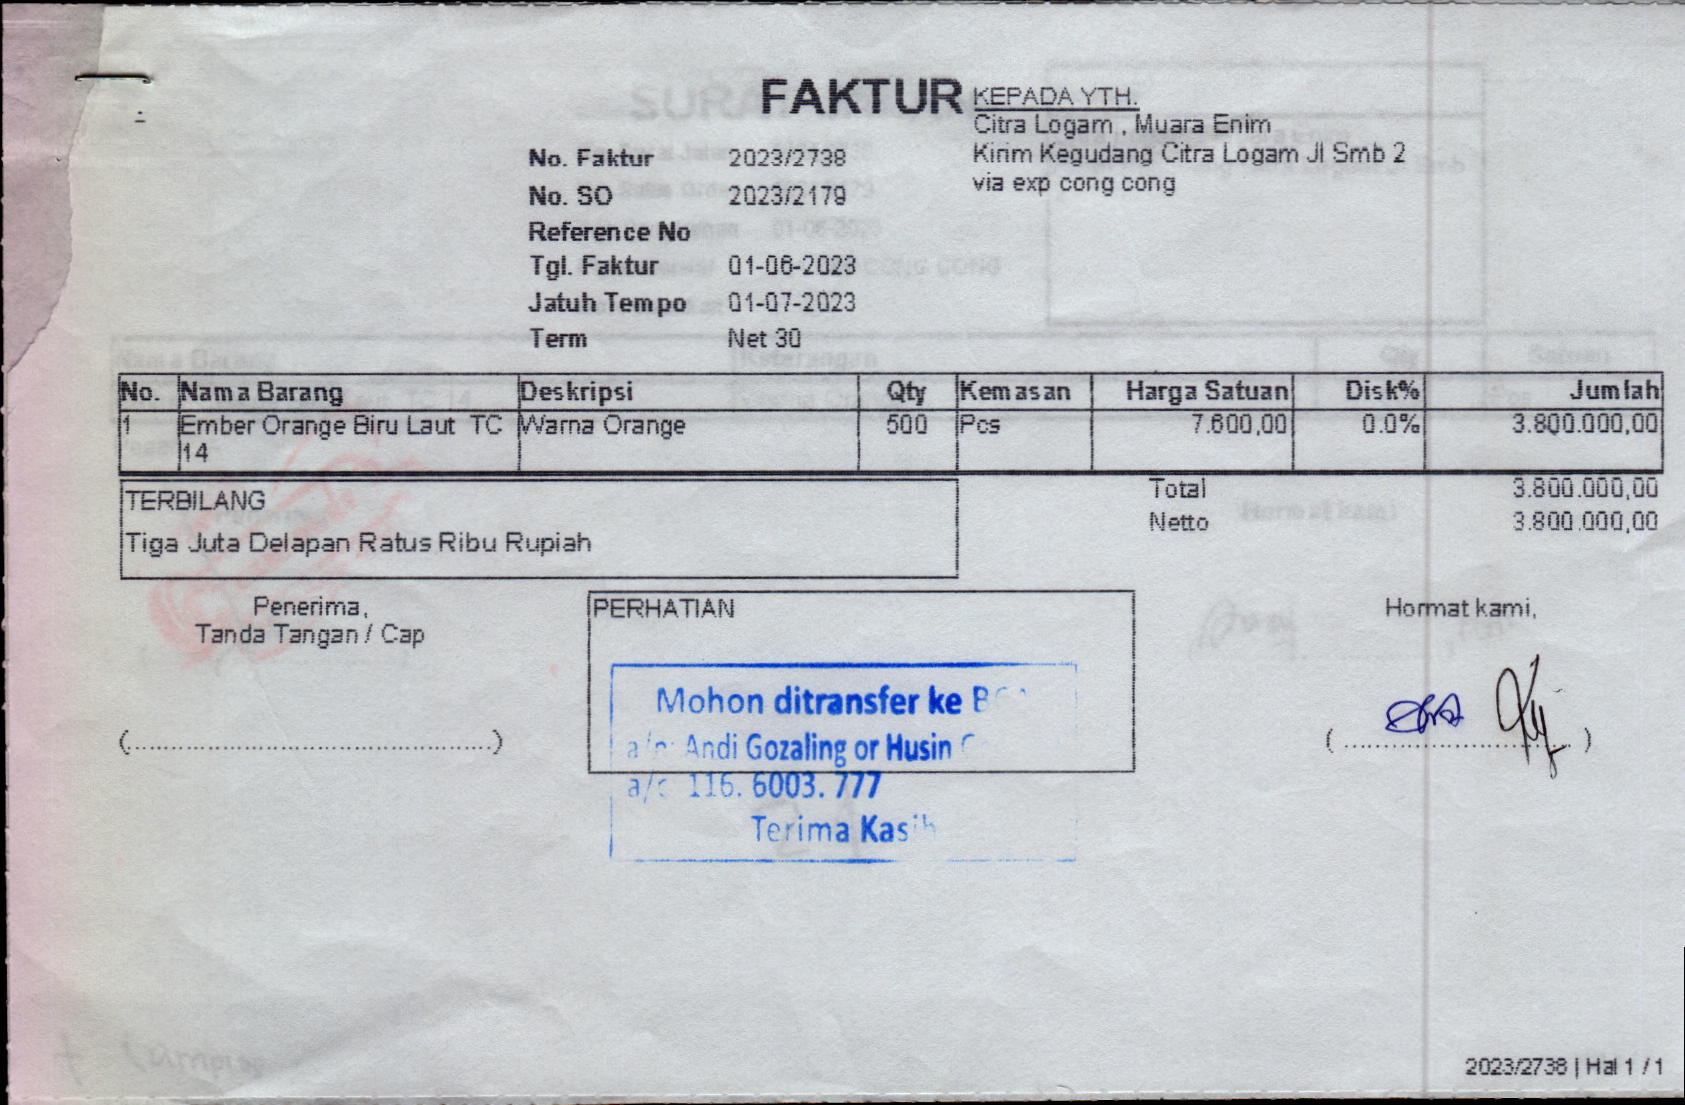 FAKTUR
KEPADA YTH.
Citra Logam , Muara Enim
Kirim Kegudang Citra Logam Jl Smb 2
via exp cong cong
No. Faktur 2023/2738
No. SO 2023/2179
Reference No
Tgl. Faktur 01-06-2023
Jatuh Tempo 01-07-2023
Term Net 30
No. Nama Barang Deskripsi Qty Kemasan Harga Satuan Disk% Jumlah
1 Ember Orange Biru Laut TC Warna Orange 500 Pcs 7.600,00 0.0% 3.800.000,00
14
TERBILANG
Tiga Juta Delapan Ratus Ribu Rupiah
Total 3.800.000,00
Netto 3.800.000,00
Penerima,
Tanda Tangan / Cap
(................................................)
PERHATIAN
Mohon ditransfer ke
a/n Andi Gozaling or Husin
a/c 116. 6003. 777
Terima Kasih
Hormat kami,
(..............................)
2023/2738 | Hal 1 / 1